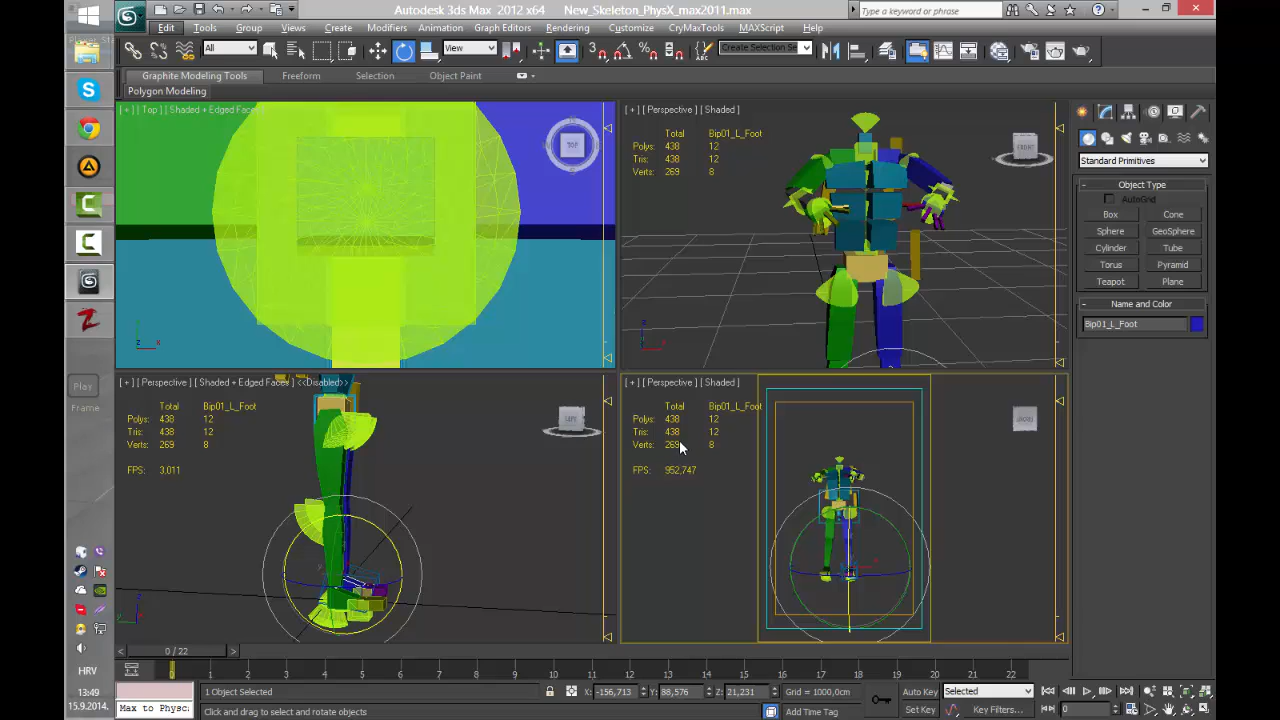 Autodesk 3ds Max 2012 x64 New_Skeleton_PhysX_max2011.max
Type a keyword or phrase
Edit Tools Group Views Create Modifiers Animation Graph Editors Rendering Customize CryMaxTools MAXScript Help
All View Create Selection Se
Graphite Modeling Tools Freeform Selection Object Paint
Polygon Modeling
[ + ] [ Top ] [ Shaded + Edged Faces
TOP
[ + ] [ Perspective ] [ Shaded ]
Total Bip01_L_Foot
Polys: 438 12
Tris: 438 12
Verts: 269 8
FRONT
[ + ] [ Perspective ] [ Shaded + Edged Faces ] <<Disabled>>
Total Bip01_L_Foot
Polys: 438 12
Tris: 438 12
Verts: 269 8
FPS: 3,011
[ + ] [ Perspective ] [ Shaded ]
Total Bip01_L_Foot
Polys: 438 12
Tris: 438 12
Verts: 269 8
FPS: 952,747
Standard Primitives
- Object Type
AutoGrid
Box Cone
Sphere GeoSphere
Cylinder Tube
Torus Pyramid
Teapot Plane
- Name and Color
Bip01_L_Foot
Play
Frame
< 0 / 22 >
0 1 2 3 4 5 6 7 8 9 10 11 12 13 14 15 16 17 18 19 20 21 22
HRV
13:49
15.9.2014.
Max to Physc
1 Object Selected
X: -156,713 Y: 88,576 Z: 21,231 Grid = 1000,0cm
Click and drag to select and rotate objects
Add Time Tag
Auto Key Selected
Set Key Key Filters...
0